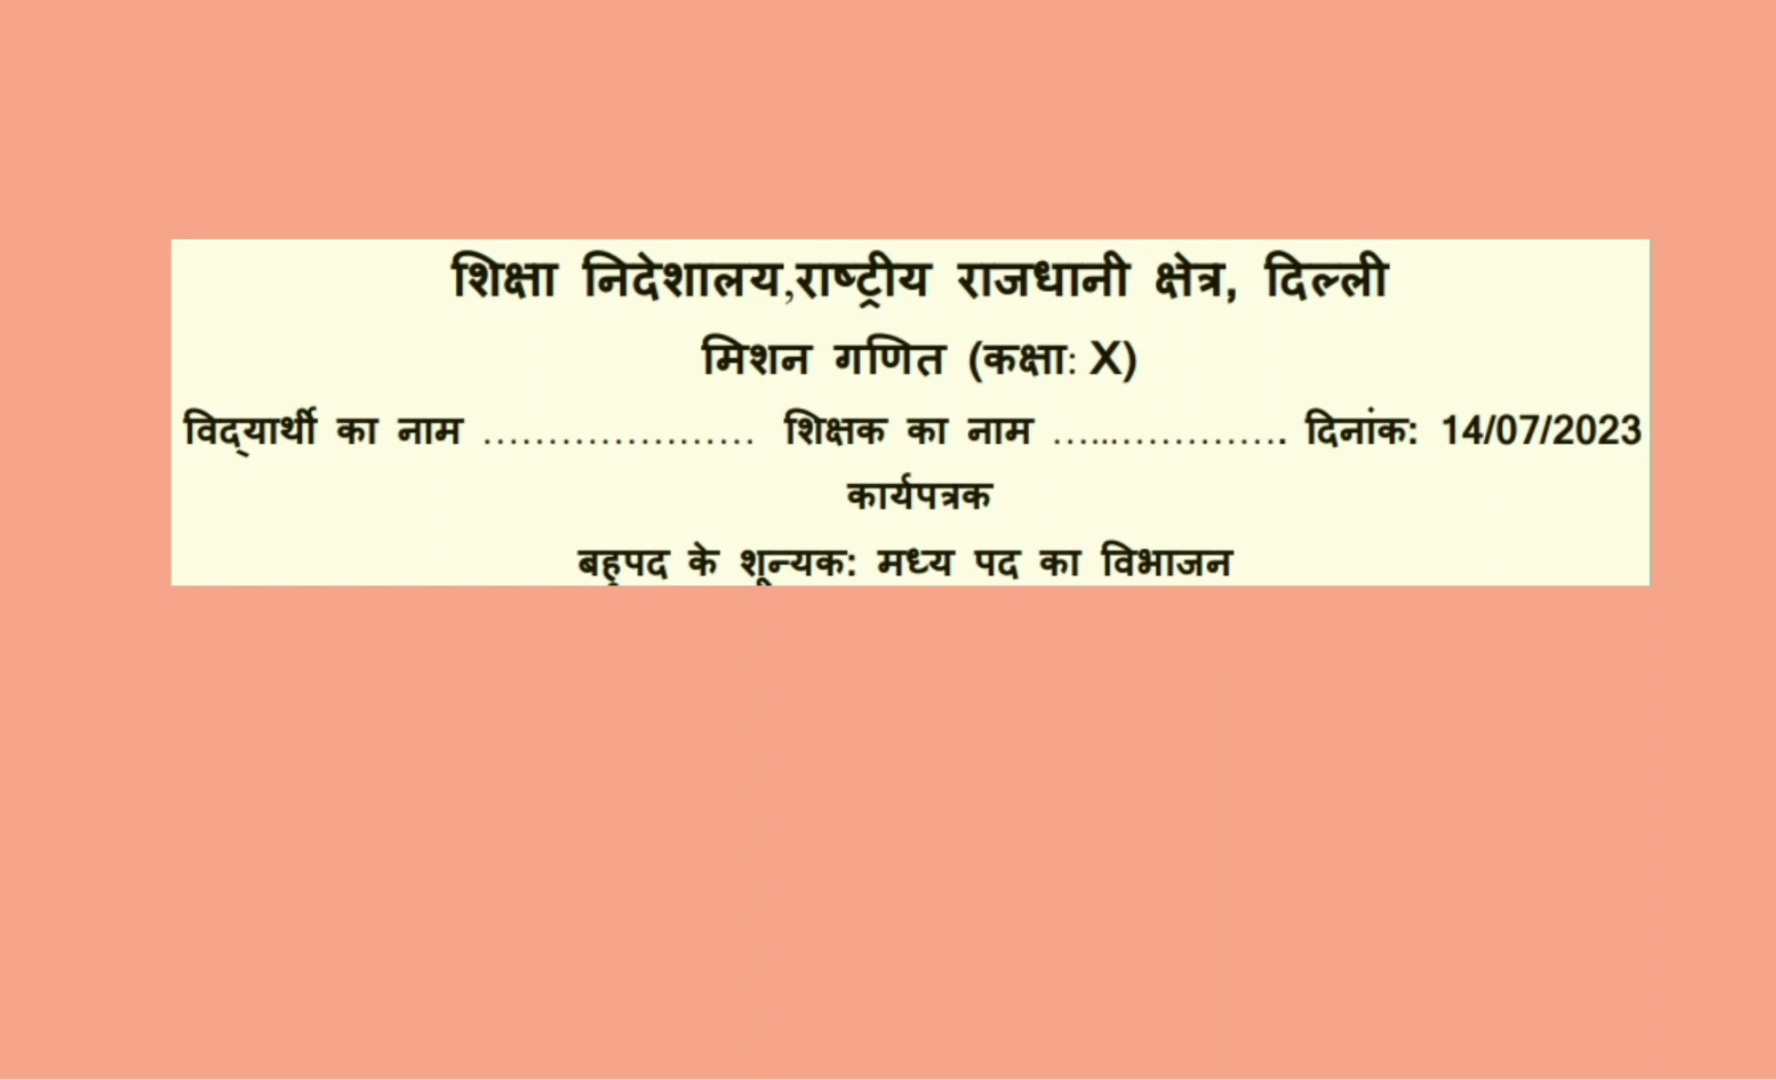 शिक्षा निदेशालय,राष्ट्रीय राजधानी क्षेत्र, दिल्ली
मिशन गणित (कक्षा: X)
विद्यार्थी का नाम ………………… शिक्षक का नाम …...…………. दिनांक: 14/07/2023
कार्यपत्रक
बहुपद के शून्यक: मध्य पद का विभाजन